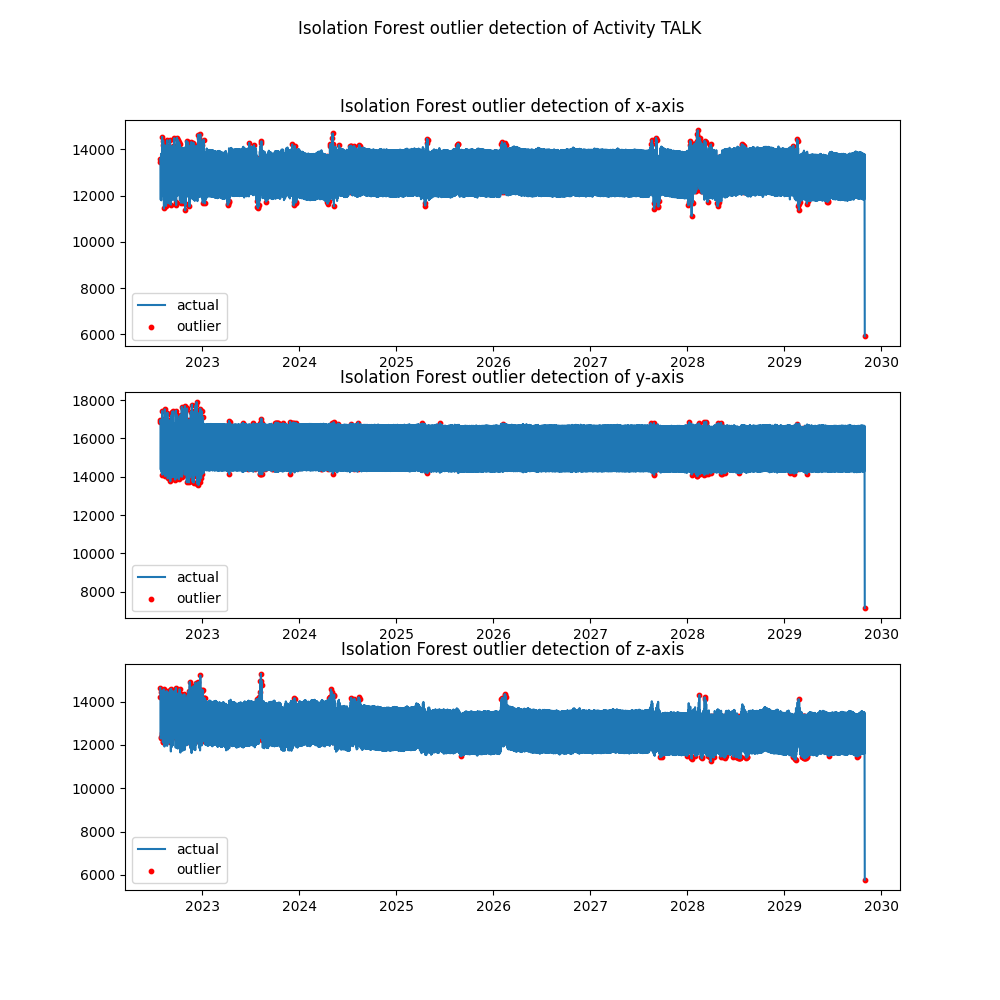 Isolation Forest outlier detection of Activity TALK
Isolation Forest outlier detection of x-axis
14000
12000
10000
8000
6000
actual
outlier
2023 2024 2025 2026 2027 2028 2029 2030
Isolation Forest outlier detection of y-axis
18000
16000
14000
12000
10000
8000
actual
outlier
2023 2024 2025 2026 2027 2028 2029 2030
Isolation Forest outlier detection of z-axis
14000
12000
10000
8000
6000
actual
outlier
2023 2024 2025 2026 2027 2028 2029 2030